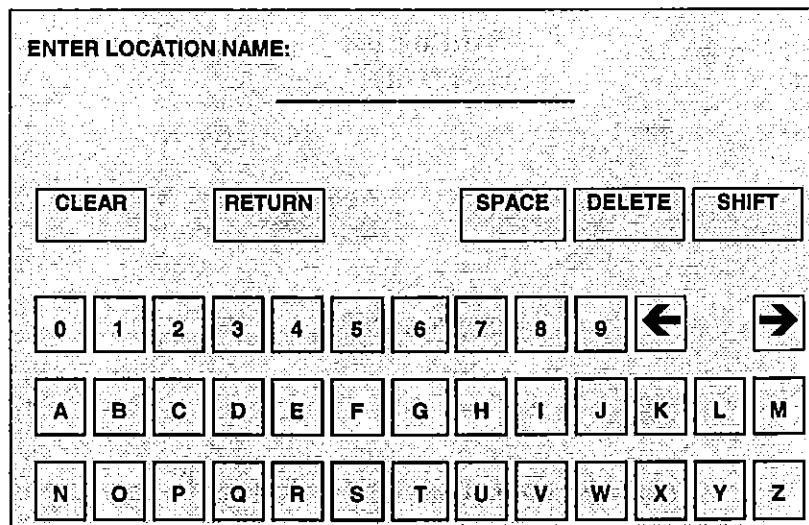 ENTER LOCATION NAME:
CLEAR RETURN SPACE DELETE SHIFT
0 1 2 3 4 5 6 7 8 9 ← →
A B C D E F G H I J K L M
N O P Q R S T U V W X Y Z